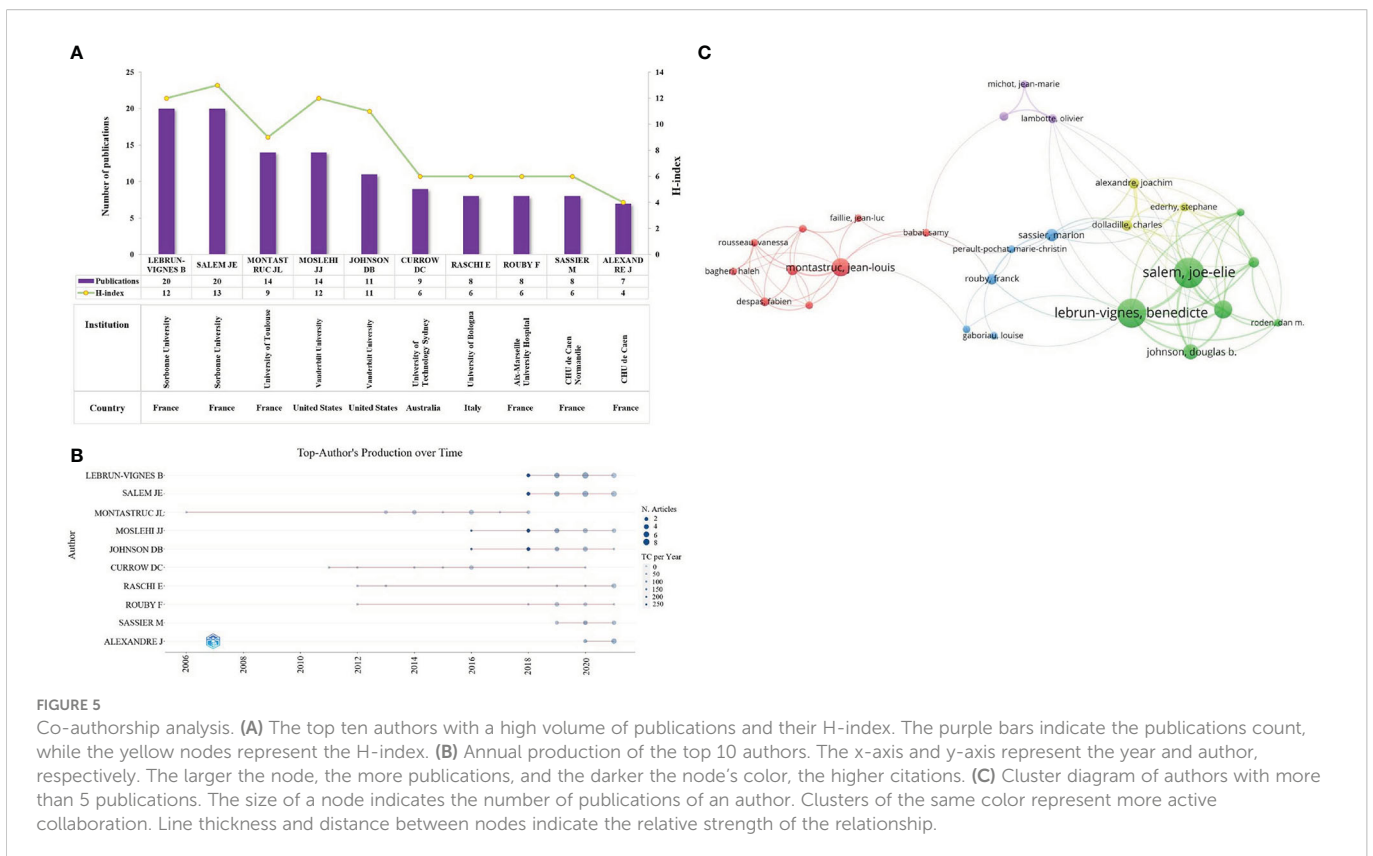 A
25
20
15
10
5
0
Number of publications
14
12
10
8
6
4
2
0
H-index
LEBRUN-
VIGNES B
SALEM JE
MONTAST
RUC JL
MOSLEHI
JJ
JOHNSON
DB
CURROW
DC
RASCHI E
ROUBY F
SASSIER
M
ALEXAND
RE J
Publications 20 20 14 14 11 9 8 8 8 7
H-index 12 13 9 12 11 6 6 6 6 4
Institution
Sorbonne University
Sorbonne University
University of Toulouse
Vanderbilt University
Vanderbilt University
University of
Technology Sydney
University of Bologna
Aix-Marseille
University Hospital
CHU de Caen
Normandie
CHU de Caen
Country France France France United States United States Australia Italy France France France
B
Top-Author's Production over Time
Author
LEBRUN-VIGNES B
SALEM JE
MONTASTRUC JL
MOSLEHI JJ
JOHNSON DB
CURROW DC
RASCHI E
ROUBY F
SASSIER M
ALEXANDRE J
2006
2008
2010
2012
2014
2016
2018
2020
N. Articles
2
4
6
8
TC per Year
0
50
100
150
200
250
C
michot, jean-marie
lambotte, olivier
alexandre, joachim
ederhy, stephane
dolladille, charles
faillie, jean-luc
babai, samy
sassier, marion
rousseau, vanessa
perault-pochat, marie-christin
montastruc, jean-louis
salem, joe-elie
bagheri, haleh
rouby, franck
despas, fabien
lebrun-vignes, benedicte
roden, dan m.
gaboriau, louise
johnson, douglas b.
FIGURE 5
Co-authorship analysis. (A) The top ten authors with a high volume of publications and their H-index. The purple bars indicate the publications count,
while the yellow nodes represent the H-index. (B) Annual production of the top 10 authors. The x-axis and y-axis represent the year and author,
respectively. The larger the node, the more publications, and the darker the node's color, the higher citations. (C) Cluster diagram of authors with more
than 5 publications. The size of a node indicates the number of publications of an author. Clusters of the same color represent more active
collaboration. Line thickness and distance between nodes indicate the relative strength of the relationship.